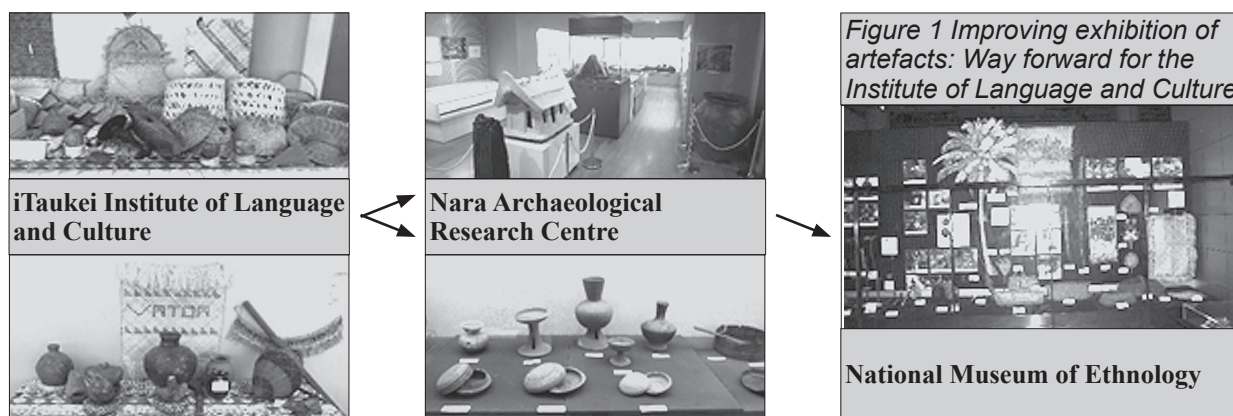 iTaukei Institute of Language
and Culture
VATOA
Nara Archaeological
Research Centre
Figure 1 Improving exhibition of
artefacts: Way forward for the
Institute of Language and Culture
National Museum of Ethnology